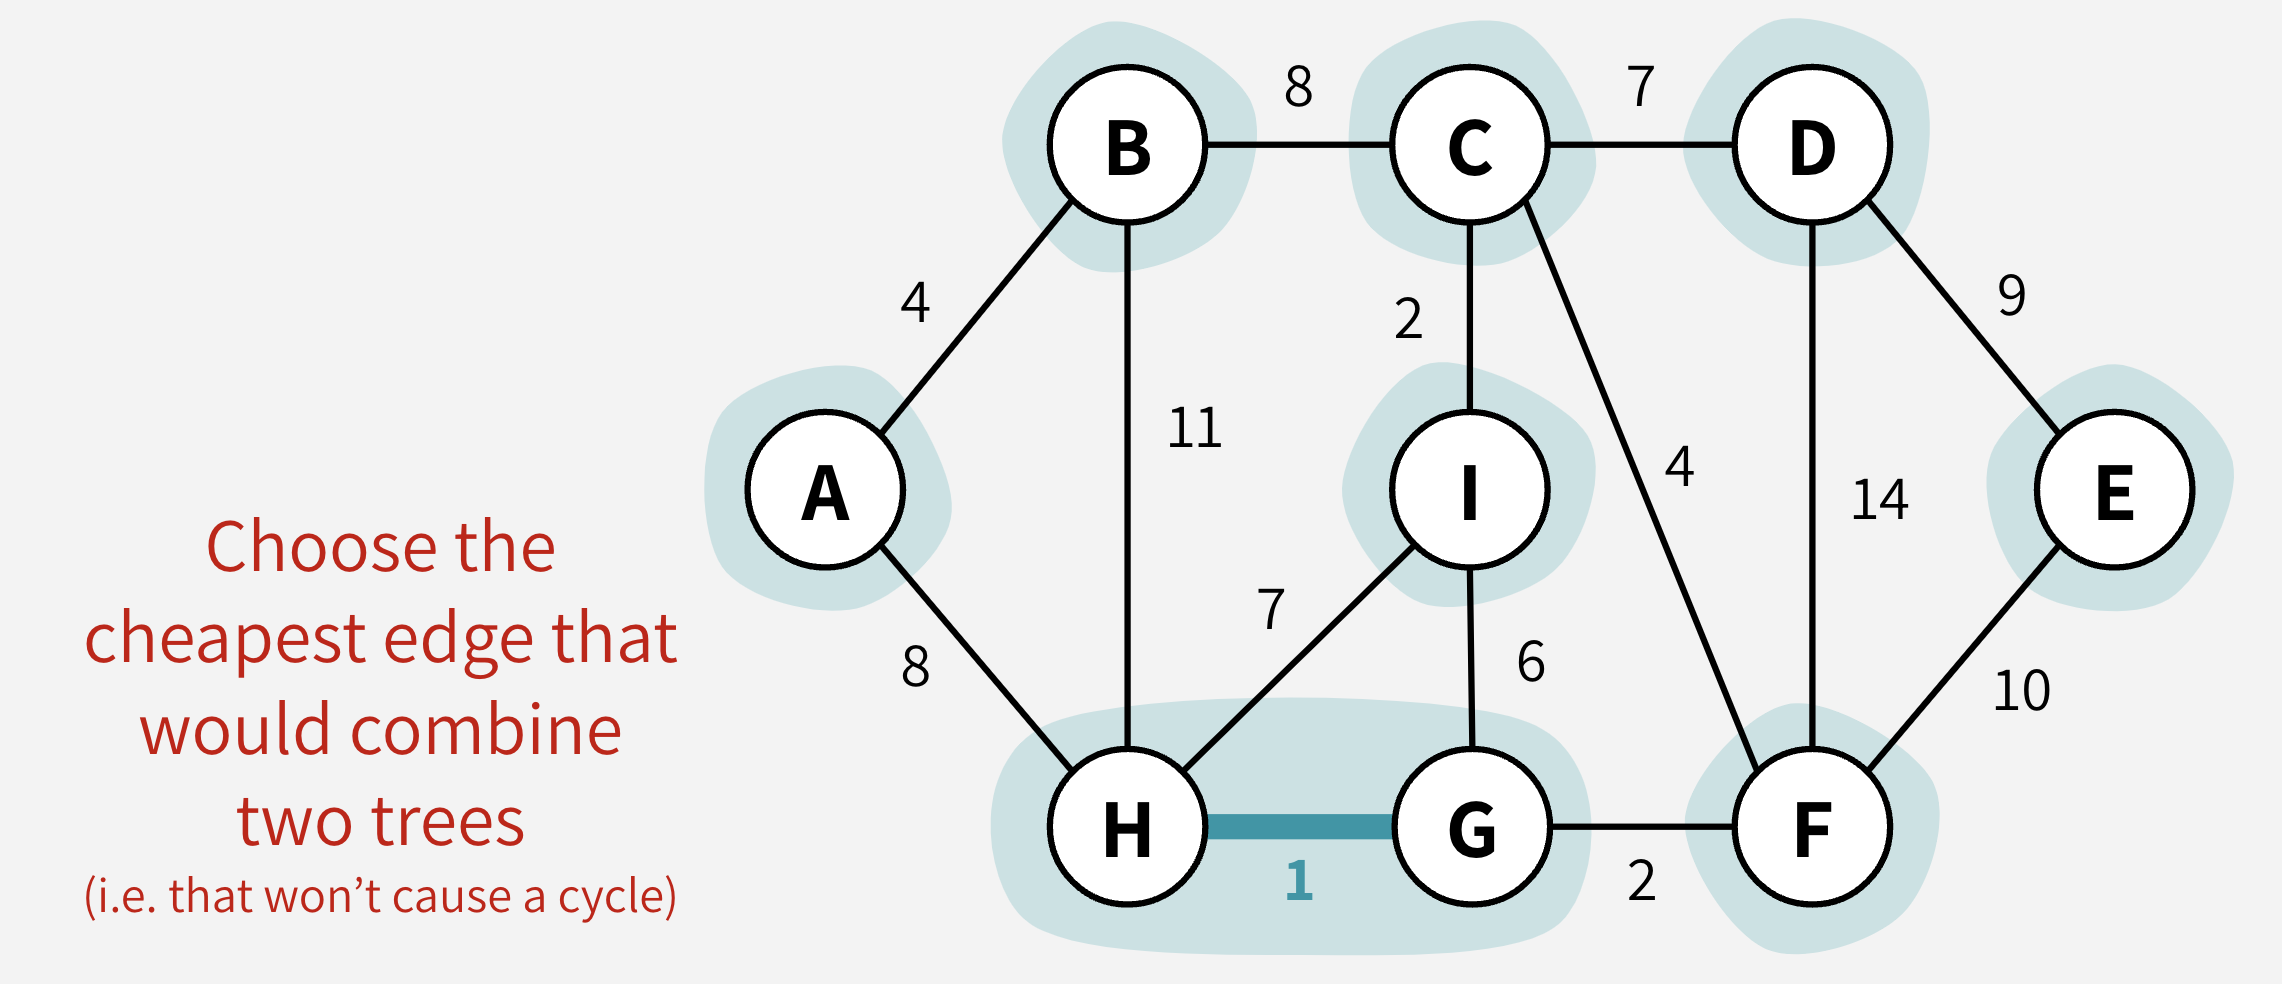 B
8
C
7
D
4
2
9
11
A
I
4
14
E
Choose the
cheapest edge that
would combine
two trees
(i.e. that won’t cause a cycle)
8
7
6
10
H
1
G
2
F